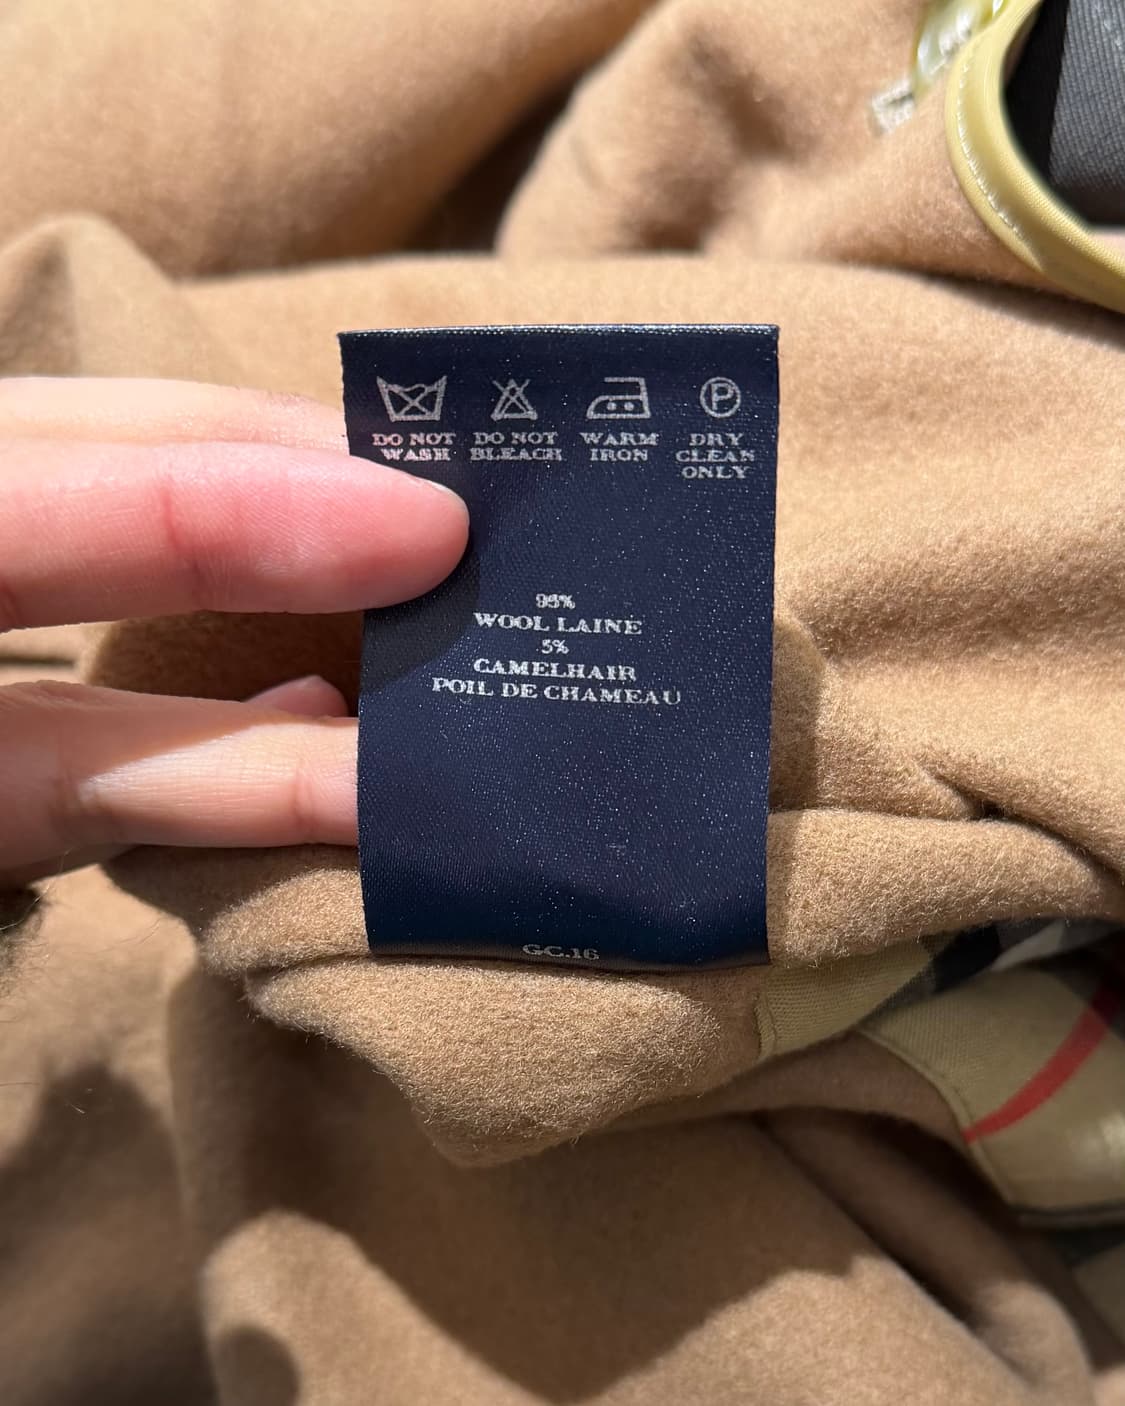 DO NOT WASH
DO NOT BLEACH
WARM IRON
P
DRY CLEAN ONLY
95%
WOOL LAINE
5%
CAMELHAIR
POIL DE CHAMEAU
GC.16